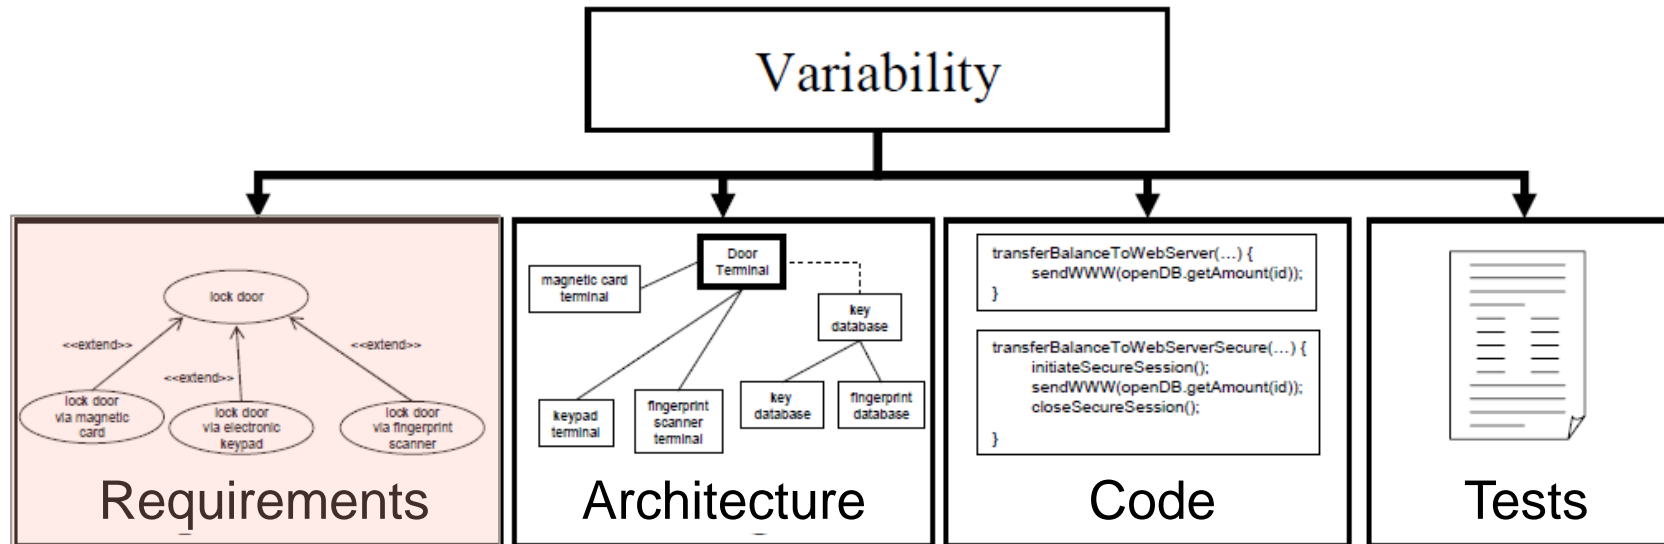 Variability
lock door
<<extend>>
<<extend>>
<<extend>>
lock door
via magnetic
card
lock door
via electronic
keypad
lock door
via fingerprint
scanner
Requirements
Door
Terminal
magnetic card
terminal
key
database
keypad
terminal
fingerprint
scanner
terminal
key
database
fingerprint
database
Architecture
transferBalanceToWebServer(...) {
sendWWW(openDB.getAmount(id));
}
transferBalanceToWebServerSecure(...) {
initiateSecureSession();
sendWWW(openDB.getAmount(id));
closeSecureSession();
}
Code
Tests